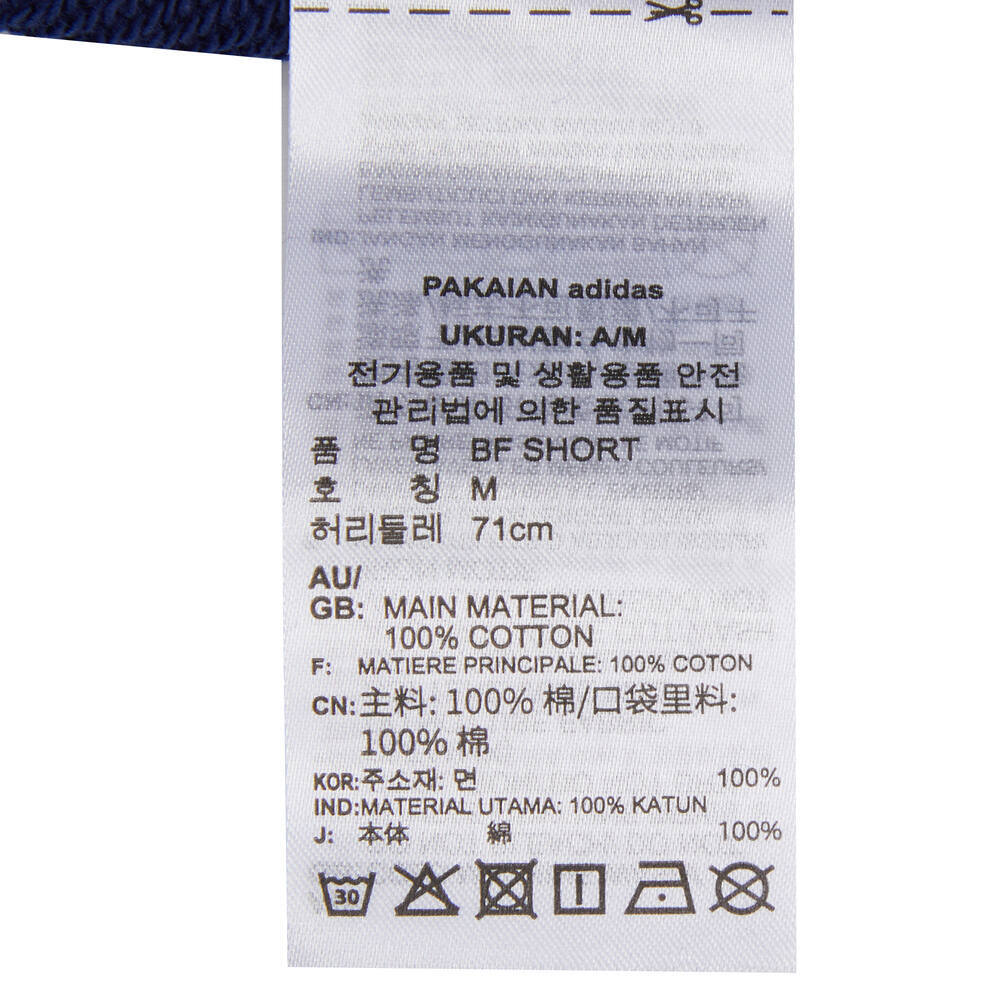 PAKAIAN adidas
UKURAN: A/M
전기용품 및 생활용품 안전
관리법에 의한 품질표시
품 명 BF SHORT
호 칭 M
허리둘레 71cm
AU/
GB: MAIN MATERIAL:
100% COTTON
F: MATIERE PRINCIPALE: 100% COTON
CN:主料: 100% 棉/口袋里料:
100% 棉
KOR:주소재: 면 100%
IND:MATERIAL UTAMA: 100% KATUN
J: 本体 綿 100%
30